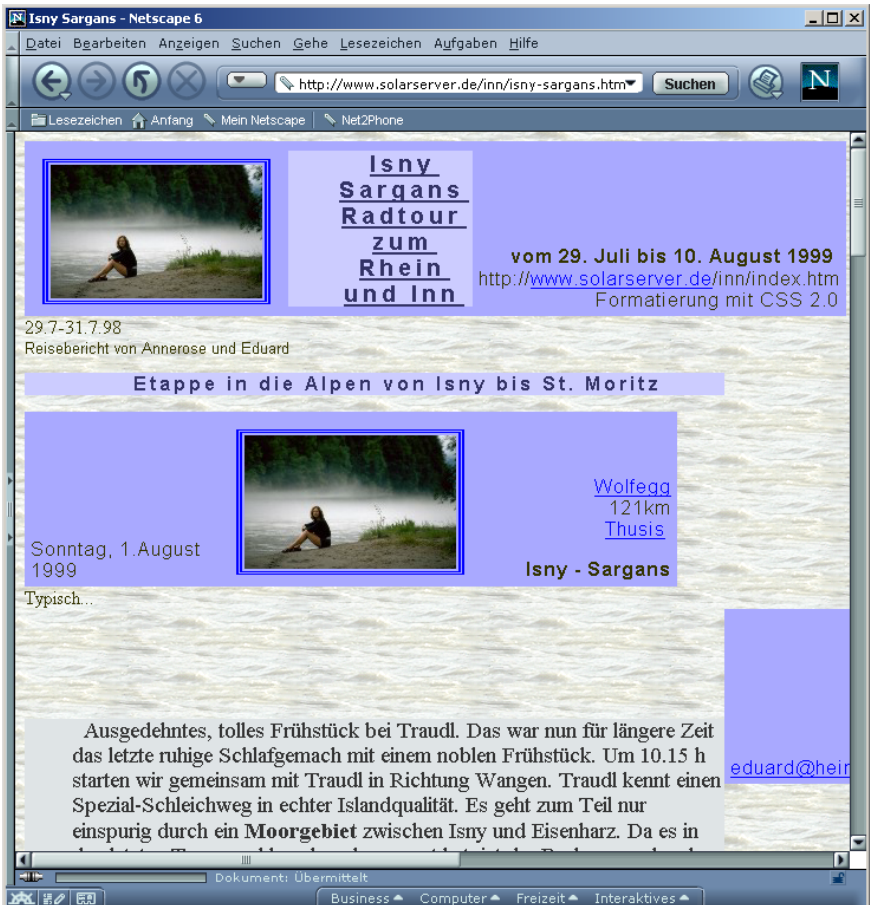 Isny Sargans - Netscape 6
Datei Bearbeiten Anzeigen Suchen Gehe Lesezeichen Aufgaben Hilfe
http://www.solarserver.de/inn/isny-sargans.htm Suchen N
Lesezeichen Anfang Mein Netscape Net2Phone
Isny
Sargans
Radtour
zum
Rhein
und Inn
vom 29. Juli bis 10. August 1999
http://www.solarserver.de/inn/index.htm
Formatierung mit CSS 2.0
29.7-31.7.98
Reisebericht von Annerose und Eduard
Etappe in die Alpen von Isny bis St. Moritz
Sonntag, 1.August
1999
Wolfegg
121km
Thusis
Isny - Sargans
Typisch...
Ausgedehntes, tolles Frühstück bei Traudl. Das war nun für längere Zeit
das letzte ruhige Schlafgemach mit einem noblen Frühstück. Um 10.15 h
starten wir gemeinsam mit Traudl in Richtung Wangen. Traudl kennt einen
Spezial-Schleichweg in echter Islandqualität. Es geht zum Teil nur
einspurig durch ein Moorgebiet zwischen Isny und Eisenharz. Da es in
eduard@hein
Dokument: Übermittelt
Business Computer Freizeit Interaktives